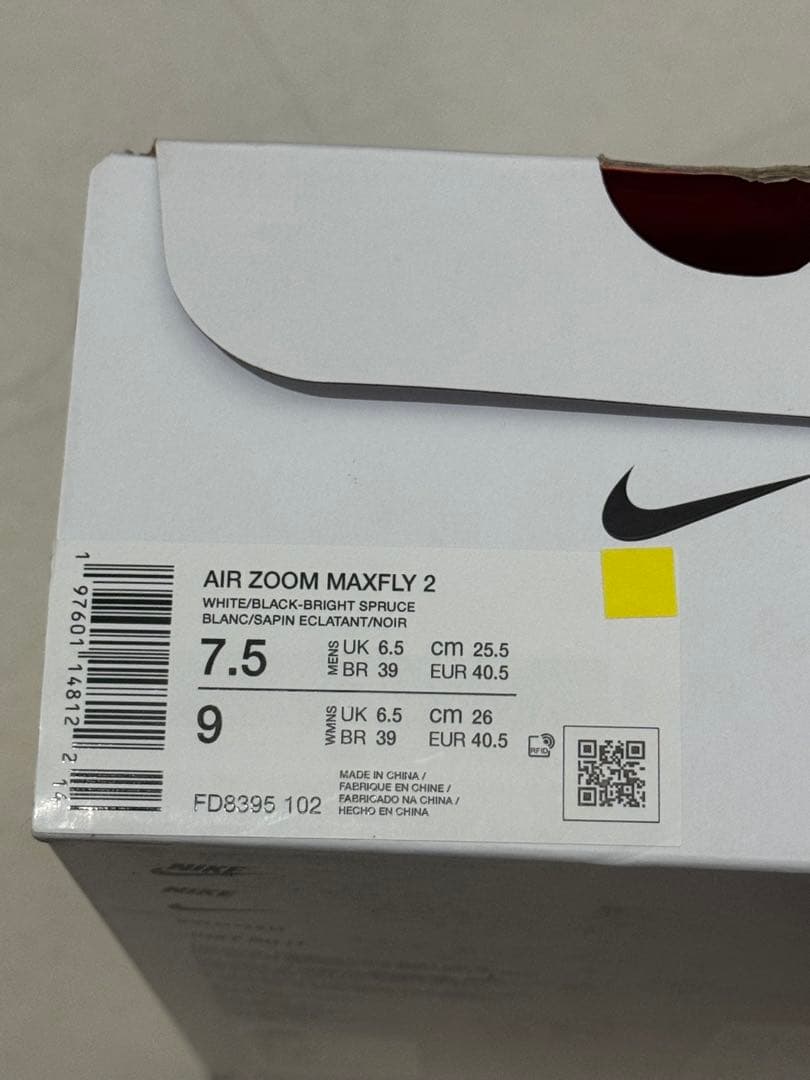 AIR ZOOM MAXFLY 2
WHITE/BLACK-BRIGHT SPRUCE
BLANC/SAPIN ECLATANT/NOIR
7.5 MENS UK 6.5 cm 25.5
BR 39 EUR 40.5
9 WMNS UK 6.5 cm 26
BR 39 EUR 40.5
RFID
FD8395 102
MADE IN CHINA /
FABRIQUE EN CHINE /
FABRICADO NA CHINA /
HECHO EN CHINA
1 97601 14812 2 14
NIKE
NIKE